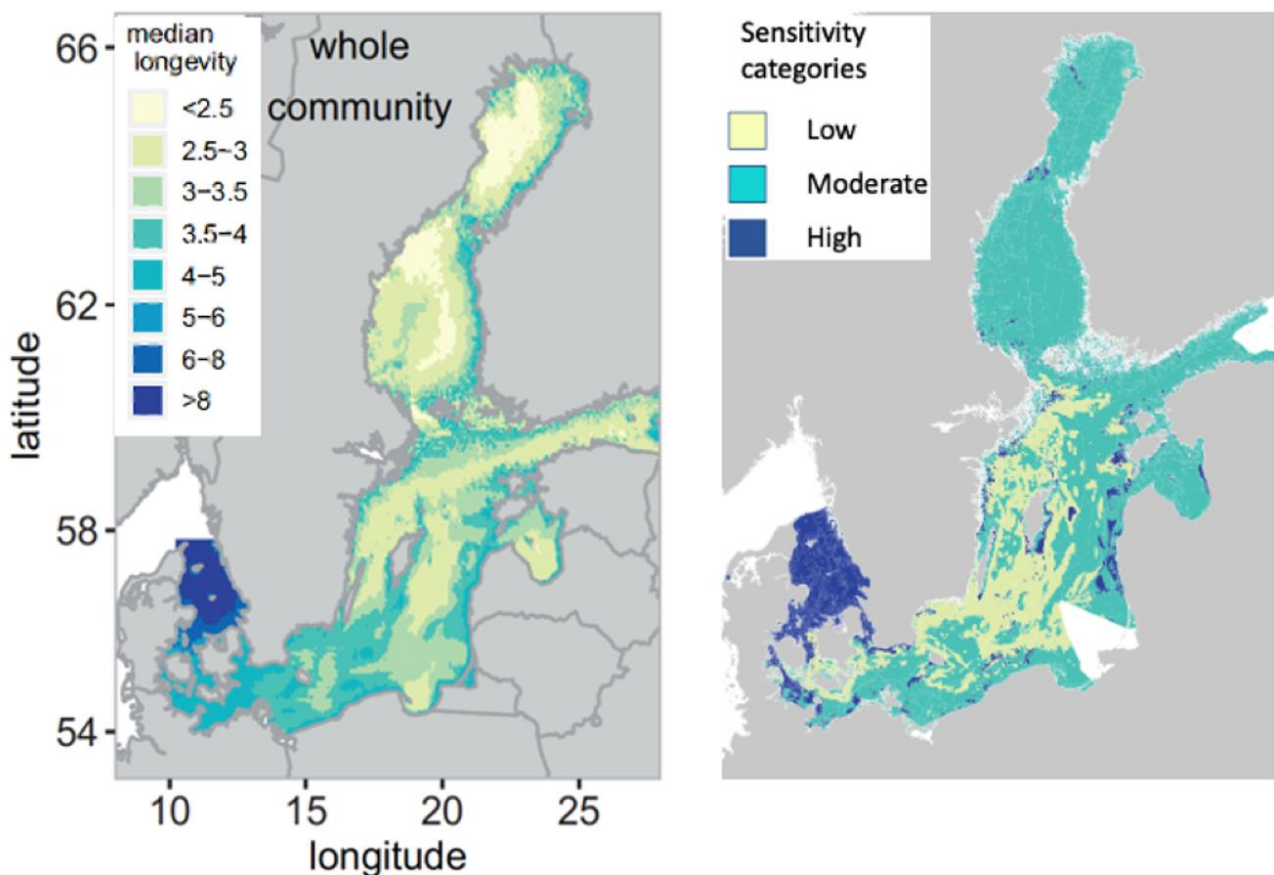 median
longevity
<2.5
2.5-3
3-3.5
3.5-4
4-5
5-6
6-8
>8
whole
community
66
62
58
54
latitude
10 15 20 25
longitude
Sensitivity
categories
Low
Moderate
High